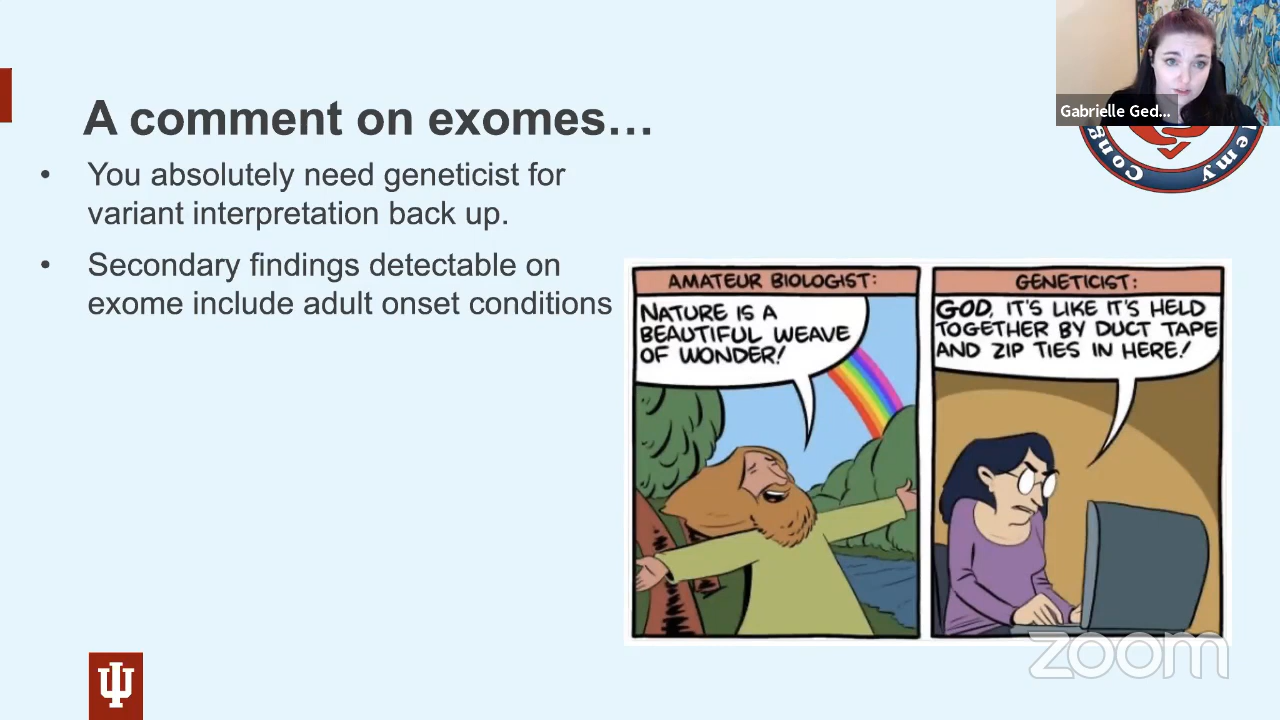 A comment on exomes…
• You absolutely need geneticist for
variant interpretation back up.
• Secondary findings detectable on
exome include adult onset conditions
Gabrielle Ged...
Cong
emy
AMATEUR BIOLOGIST:
NATURE IS A
BEAUTIFUL WEAVE
OF WONDER!
GENETICIST:
GOD, IT'S LIKE IT'S HELD
TOGETHER BY DUCT TAPE
AND ZIP TIES IN HERE!
zoom